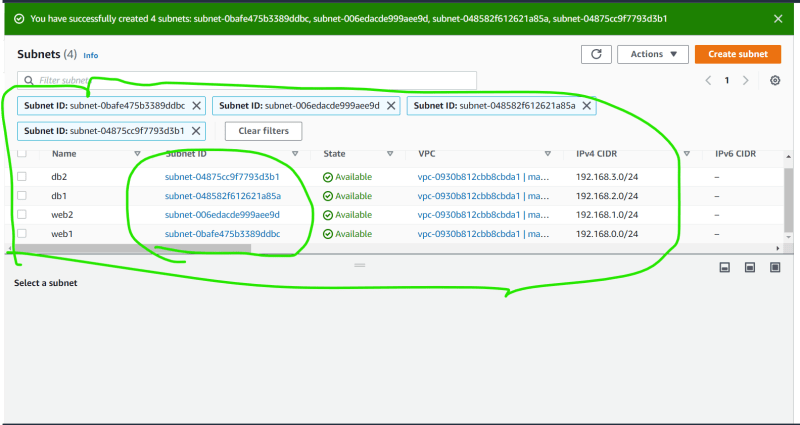 You have successfully created 4 subnets: subnet-0bafe475b3389ddbc, subnet-006edacde999aee9d, subnet-048582f612621a85a, subnet-04875cc9f7793d3b1
Subnets (4) Info
Actions
Create subnet
Filter subnets
1
Subnet ID: subnet-0bafe475b3389ddbc
Subnet ID: subnet-006edacde999aee9d
Subnet ID: subnet-048582f612621a85a
Subnet ID: subnet-04875cc9f7793d3b1
Clear filters
Name Subnet ID State VPC IPv4 CIDR IPv6 CIDR
db2 subnet-04875cc9f7793d3b1 Available vpc-0930b812cbb8cbda1 | ma... 192.168.3.0/24 –
db1 subnet-048582f612621a85a Available vpc-0930b812cbb8cbda1 | ma... 192.168.2.0/24 –
web2 subnet-006edacde999aee9d Available vpc-0930b812cbb8cbda1 | ma... 192.168.1.0/24 –
web1 subnet-0bafe475b3389ddbc Available vpc-0930b812cbb8cbda1 | ma... 192.168.0.0/24 –
Select a subnet